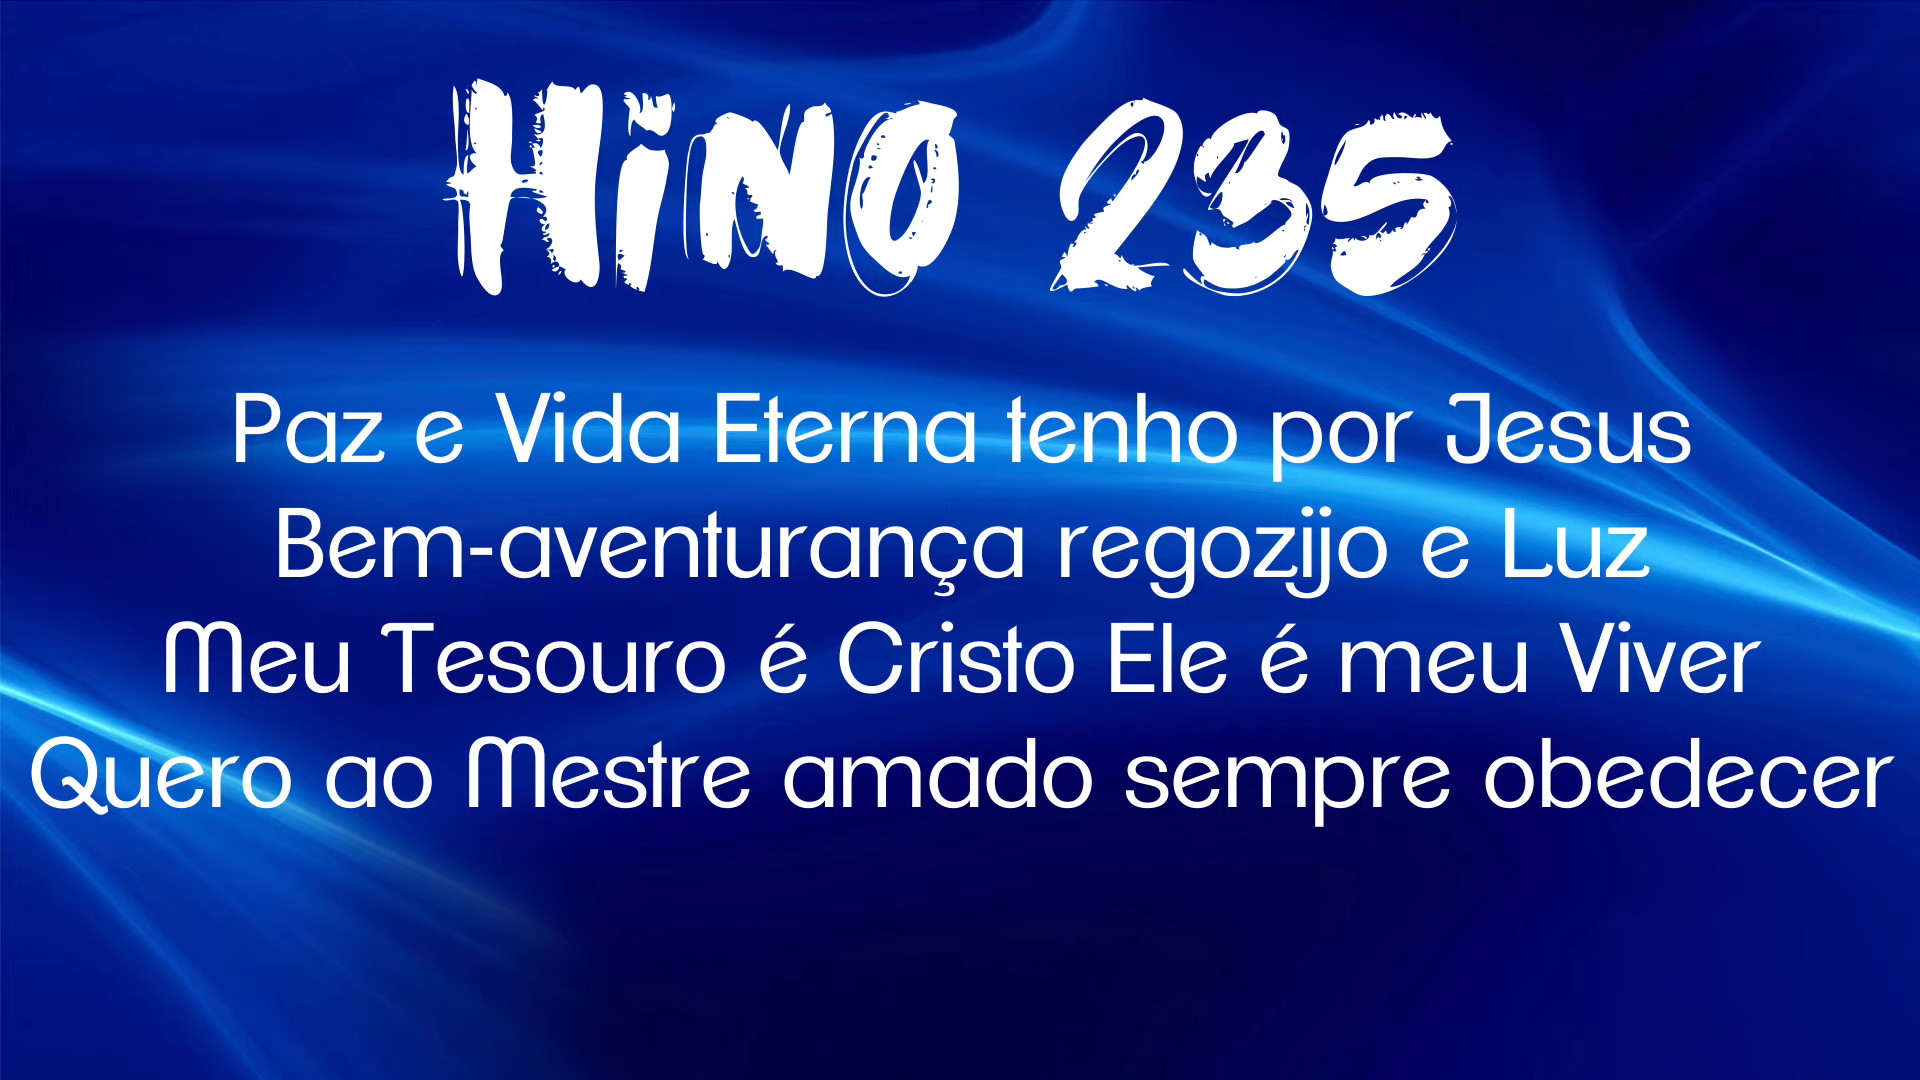 Hino 235
Paz e Vida Eterna tenho por Jesus
Bem-aventurança regozijo e Luz
Meu Tesouro é Cristo Ele é meu Viver
Quero ao Mestre amado sempre obedecer